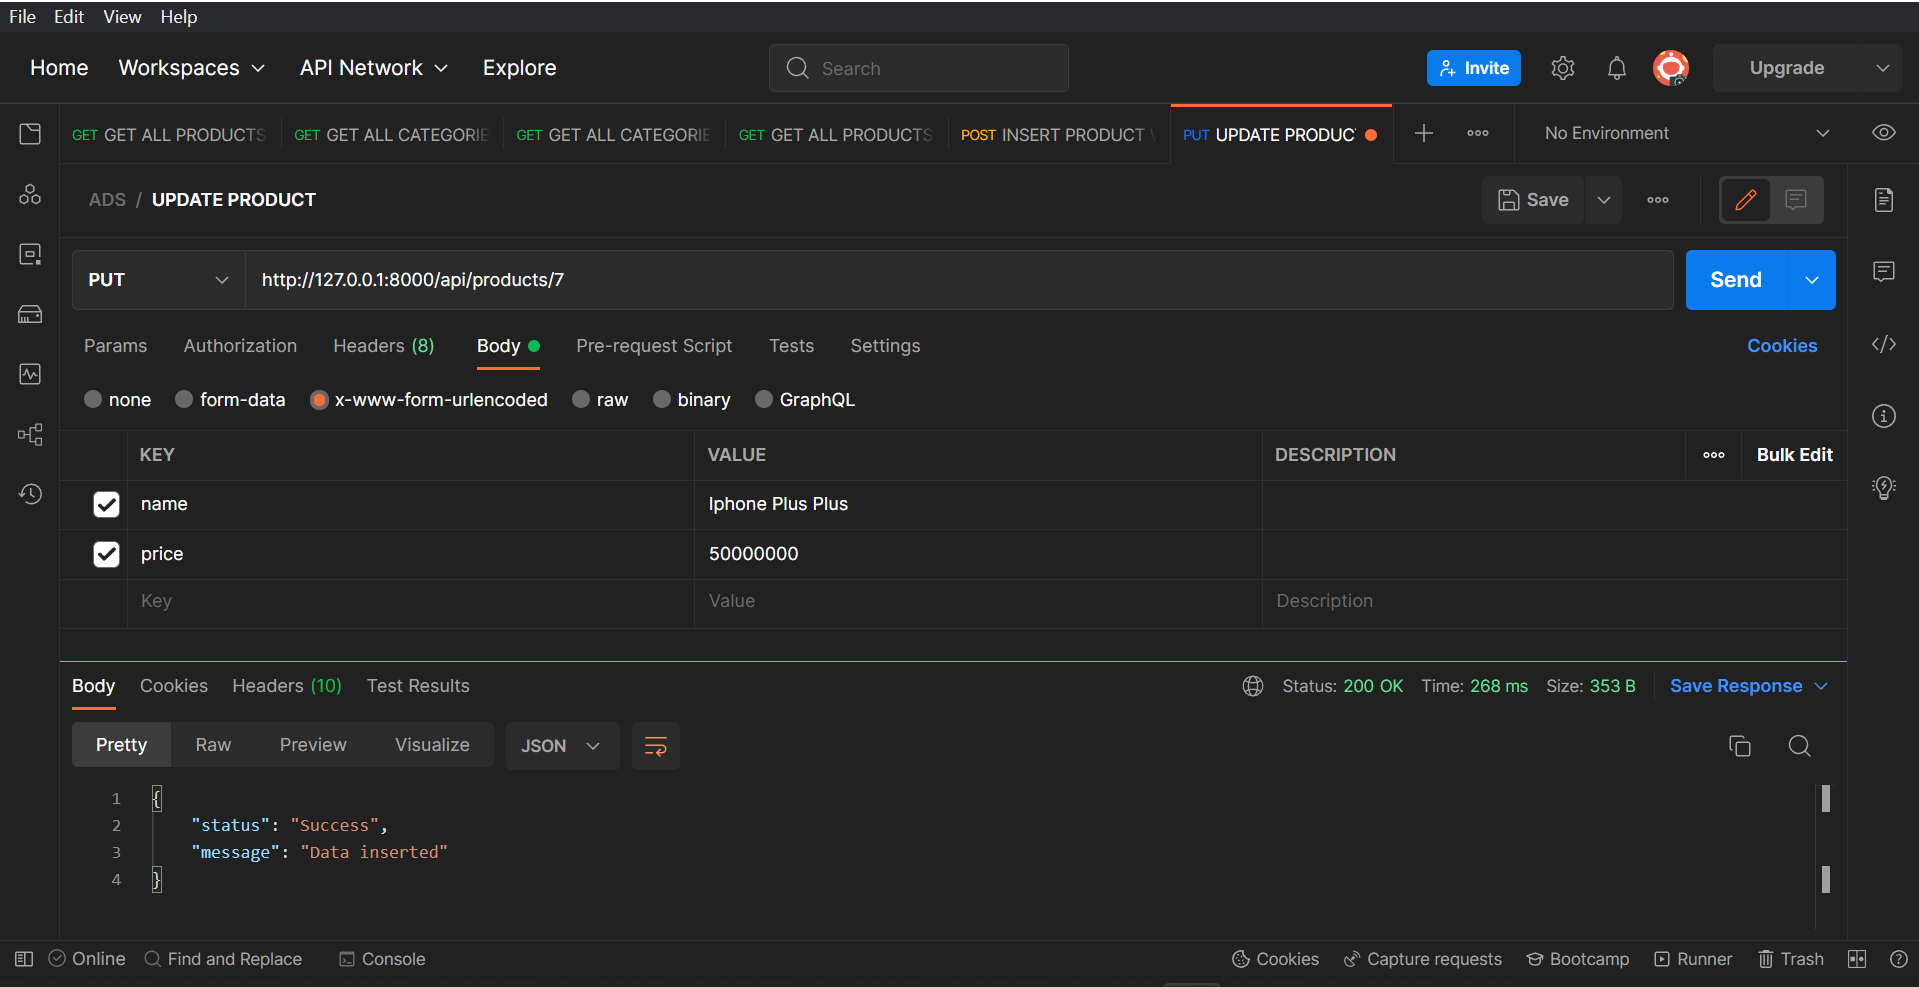 File Edit View Help
Home Workspaces API Network Explore Search Invite Upgrade
GET GET ALL PRODUCTS GET GET ALL CATEGORIE GET GET ALL CATEGORIE GET GET ALL PRODUCTS POST INSERT PRODUCT PUT UPDATE PRODUC No Environment
ADS / UPDATE PRODUCT Save
PUT http://127.0.0.1:8000/api/products/7 Send
Params Authorization Headers (8) Body Pre-request Script Tests Settings Cookies
none form-data x-www-form-urlencoded raw binary GraphQL
KEY VALUE DESCRIPTION Bulk Edit
name Iphone Plus Plus
price 50000000
Key Value Description
Body Cookies Headers (10) Test Results Status: 200 OK Time: 268 ms Size: 353 B Save Response
Pretty Raw Preview Visualize JSON
1 {
2 "status": "Success",
3 "message": "Data inserted"
4 }
Online Find and Replace Console Cookies Capture requests Bootcamp Runner Trash